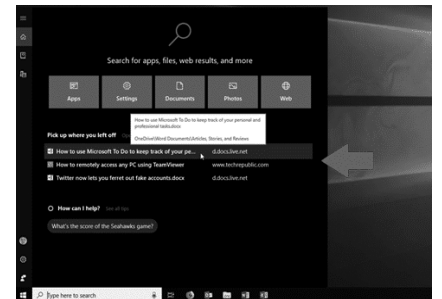 Search for apps, files, web results, and more
Apps Settings Documents Photos Web
How to use Microsoft To Do to keep track of your personal and
professional tasks.docx
OneDrive\Word Documents\Articles, Stories, and Reviews
Pick up where you left off
How to use Microsoft To Do to keep track of your pe... d.docs.live.net
How to remotely access any PC using TeamViewer www.techrepublic.com
Twitter now lets you ferret out fake accounts.docx d.docs.live.net
How can I help? See all tips
What's the score of the Seahawks game?
Type here to search